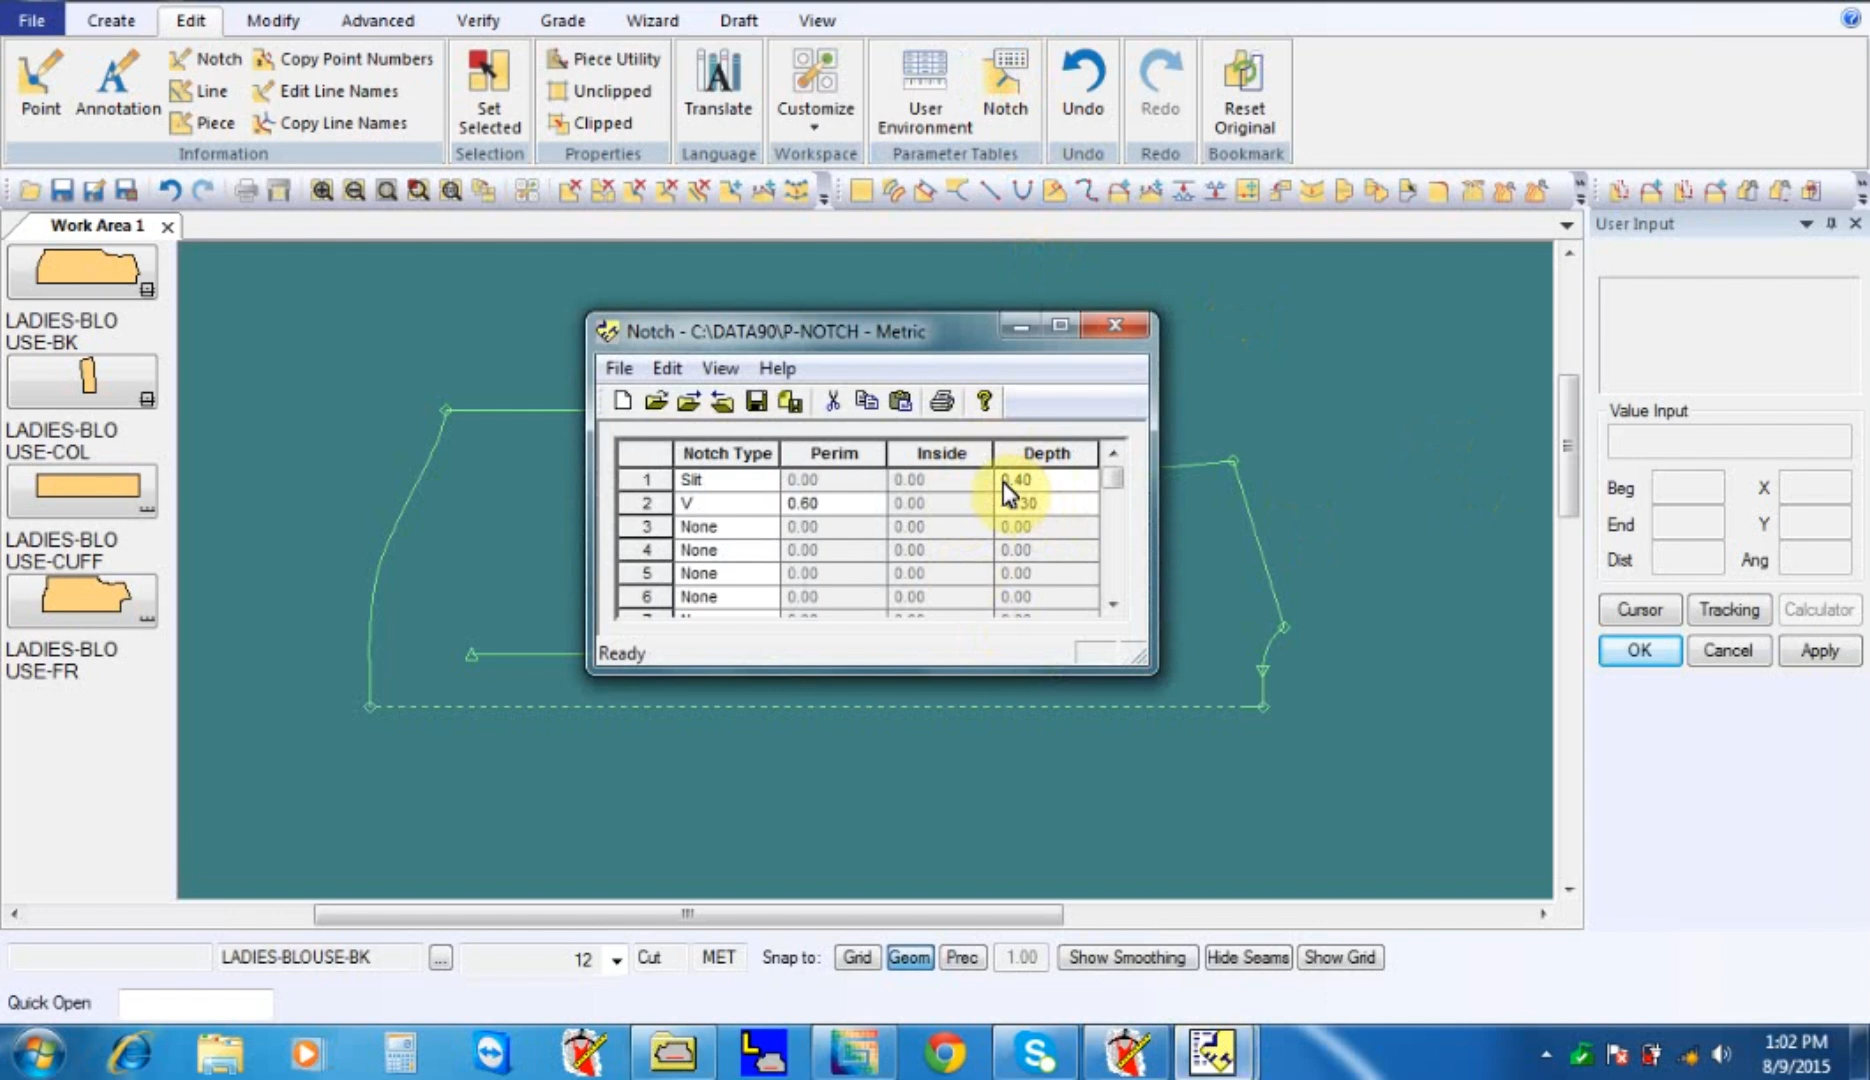 File Create Edit Modify Advanced Verify Grade Wizard Draft View
Point
Annotation
Notch
Line
Piece
Copy Point Numbers
Edit Line Names
Copy Line Names
Information
Set Selected
Selection
Piece Utility
Unclipped
Clipped
Properties
Translate
Language
Customize
Workspace
User Environment
Notch
Parameter Tables
Undo
Undo
Redo
Redo
Reset Original
Bookmark
Work Area 1
LADIES-BLO
USE-BK
LADIES-BLO
USE-COL
LADIES-BLO
USE-CUFF
LADIES-BLO
USE-FR
Notch - C:\DATA90\P-NOTCH - Metric
File Edit View Help
Notch Type Perim Inside Depth
1 Slit 0.00 0.00 0.40
2 V 0.60 0.00 30
3 None 0.00 0.00 0.00
4 None 0.00 0.00 0.00
5 None 0.00 0.00 0.00
6 None 0.00 0.00 0.00
Ready
User Input
Value Input
Beg X
End Y
Dist Ang
Cursor Tracking Calculator
OK Cancel Apply
LADIES-BLOUSE-BK ... 12 Cut MET Snap to: Grid Geom Prec 1.00 Show Smoothing Hide Seams Show Grid
Quick Open
1:02 PM
8/9/2015